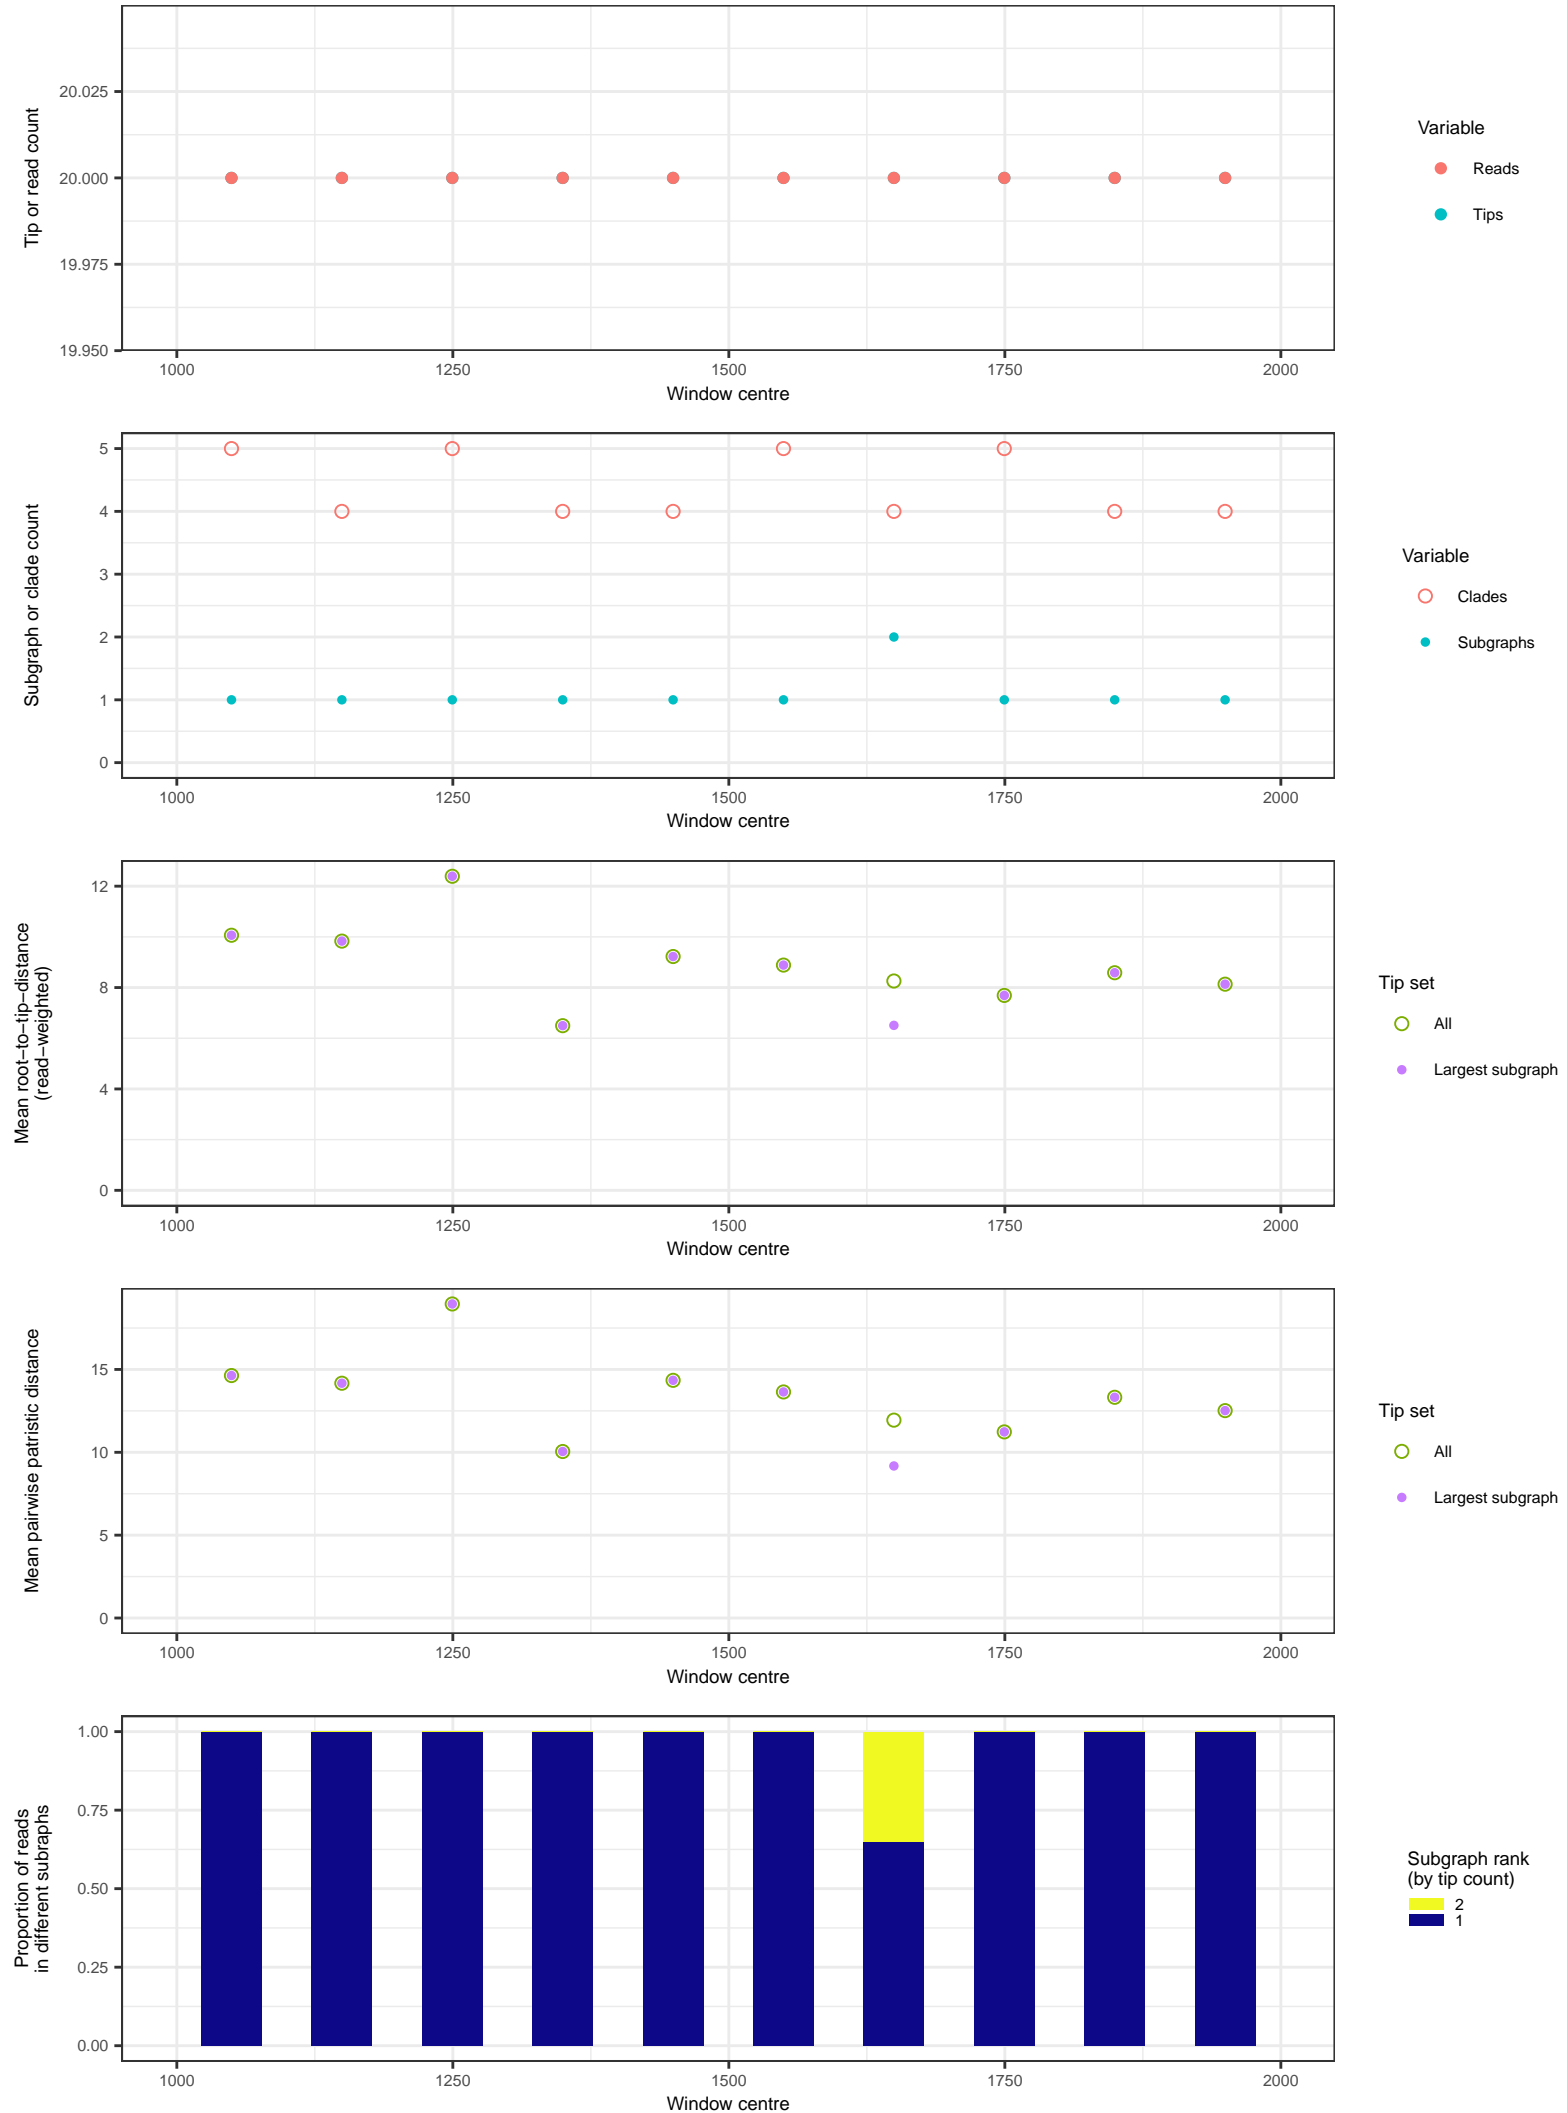 Tip or read count
20.025
20.000
19.975
19.950
1000 1250 1500 1750 2000
Window centre
Variable
Reads
Tips
Subgraph or clade count
5
4
3
2
1
0
1000 1250 1500 1750 2000
Window centre
Variable
Clades
Subgraphs
Mean root−to−tip−distance
(read−weighted)
12
8
4
0
1000 1250 1500 1750 2000
Window centre
Tip set
All
Largest subgraph
Mean pairwise patristic distance
15
10
5
0
1000 1250 1500 1750 2000
Window centre
Tip set
All
Largest subgraph
Proportion of reads
in different subraphs
1.00
0.75
0.50
0.25
0.00
1000 1250 1500 1750 2000
Window centre
Subgraph rank
(by tip count)
2
1